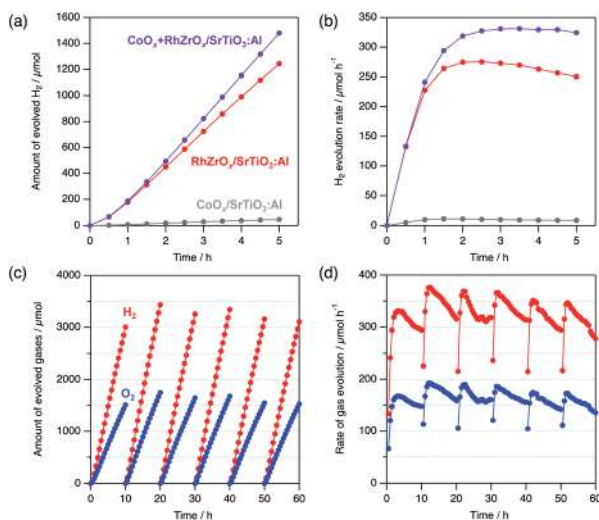 (a)
Amount of evolved H₂ / µmol
1600
1400
1200
1000
800
600
400
200
0
CoOₓ+RhZrOₓ/SrTiO₃:Al
RhZrOₓ/SrTiO₃:Al
CoOₓ/SrTiO₃:Al
0 1 2 3 4 5
Time / h
(b)
H₂ evolution rate / µmol h⁻¹
350
300
250
200
150
100
50
0
0 1 2 3 4 5
Time / h
(c)
Amount of evolved gases / µmol
4000
3000
2000
1000
0
H₂
O₂
0 10 20 30 40 50 60
Time / h
(d)
Rate of gas evolution / µmol h⁻¹
400
300
200
100
0
0 10 20 30 40 50 60
Time / h